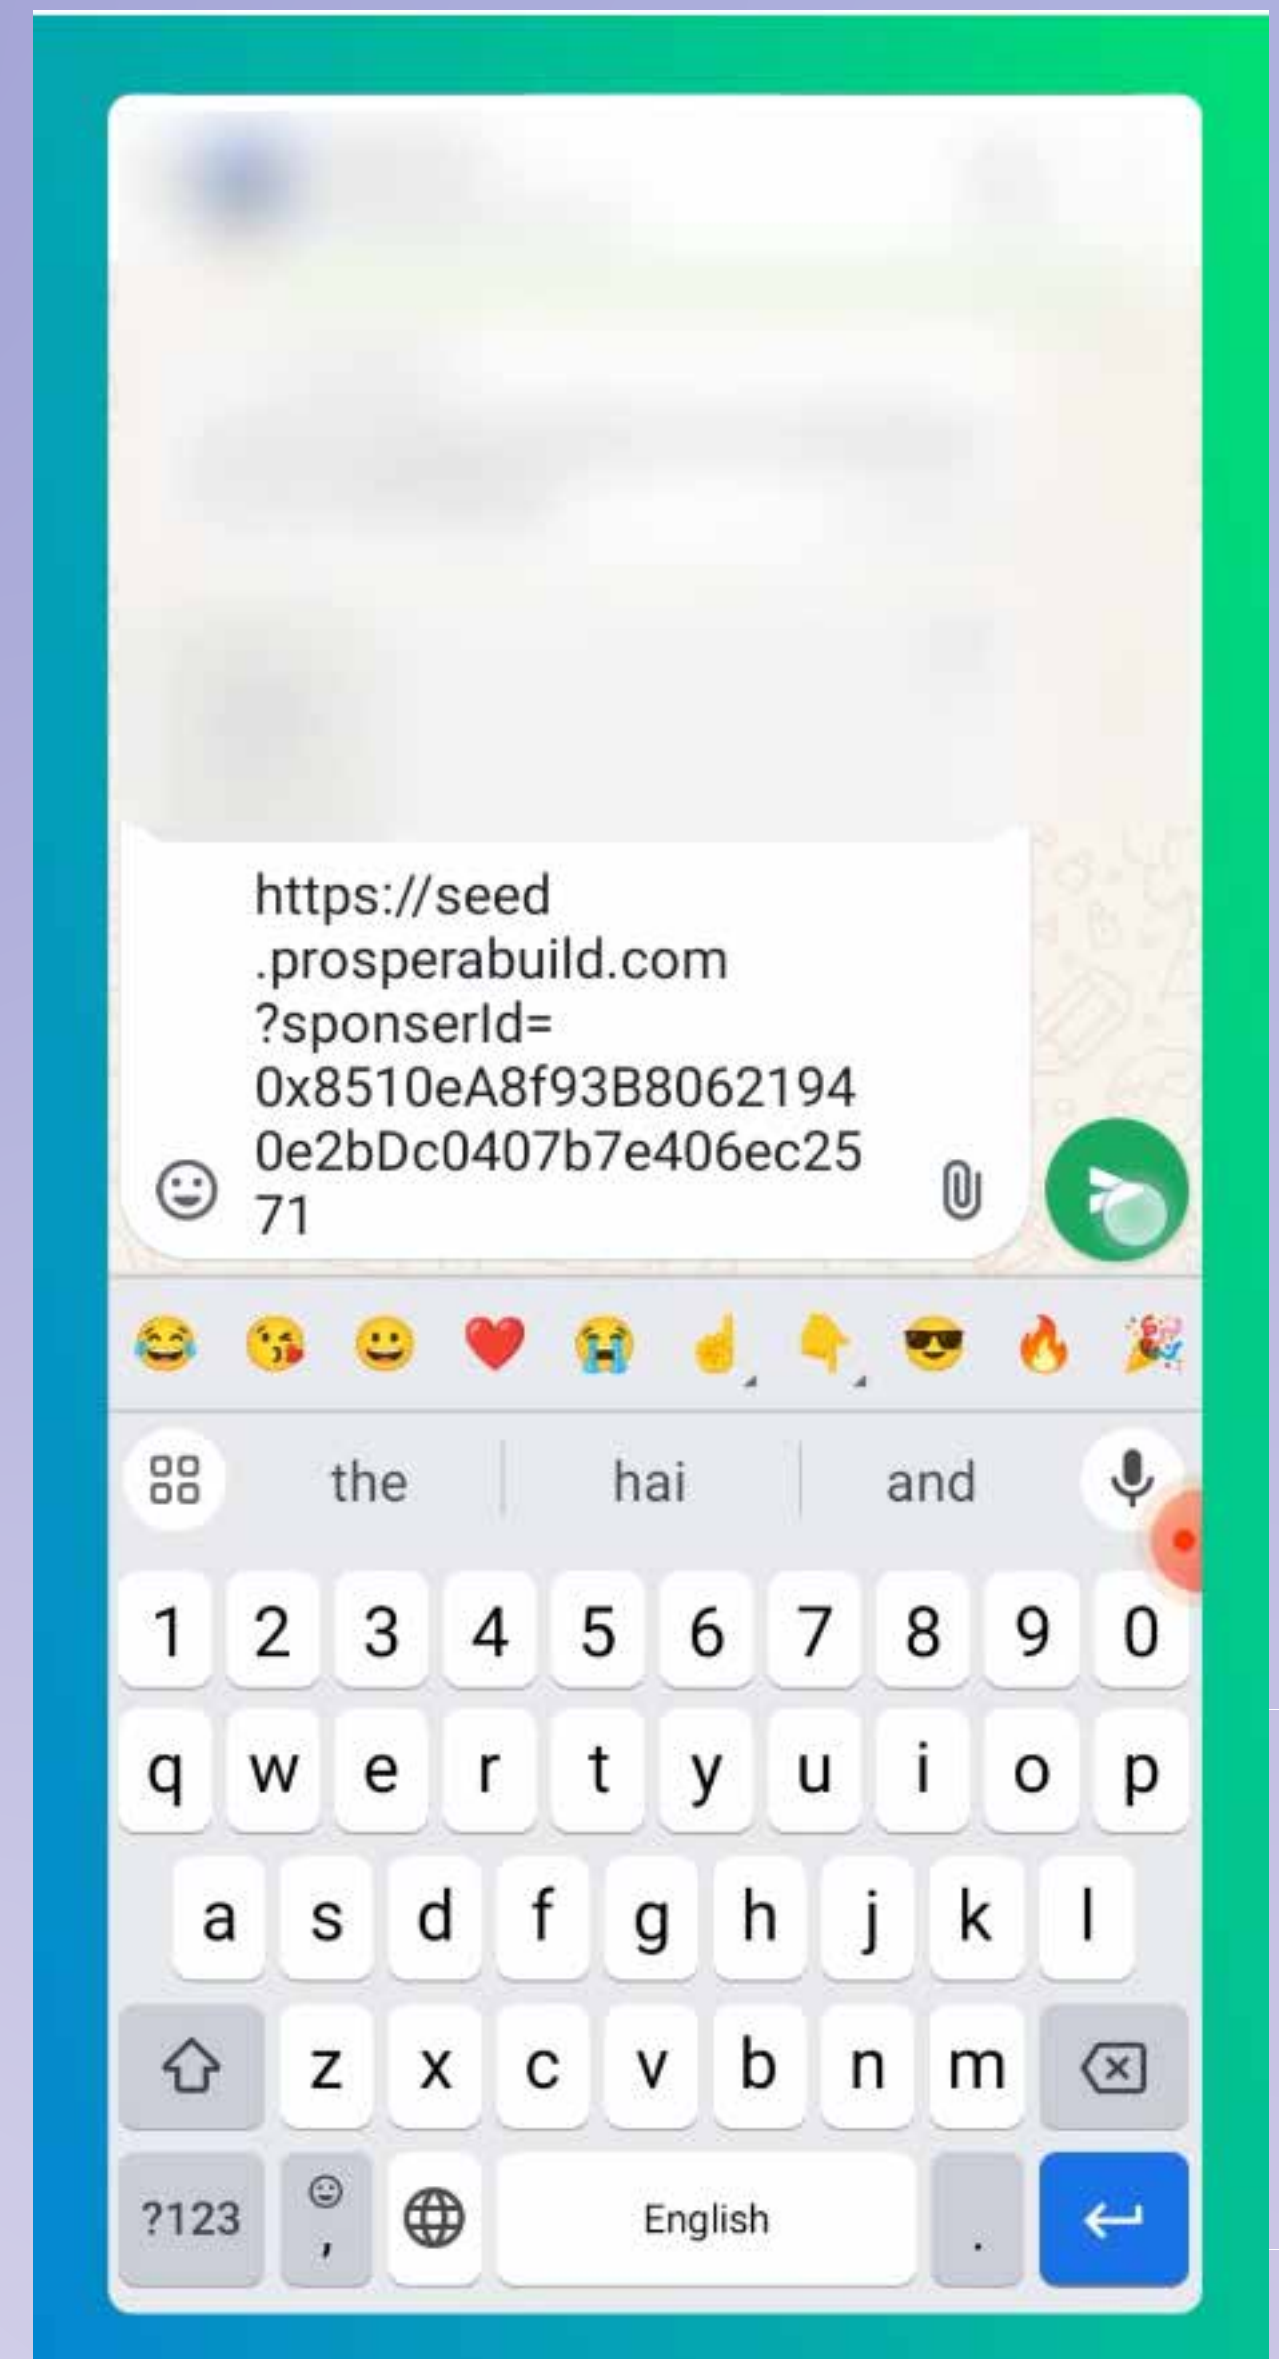 https://seed
.prosperabuild.com
?sponserId=
0x8510eA8f93B8062194
0e2bDc0407b7e406ec25
71
the hai and
1 2 3 4 5 6 7 8 9 0
q w e r t y u i o p
a s d f g h j k l
z x c v b n m
?123 , English .